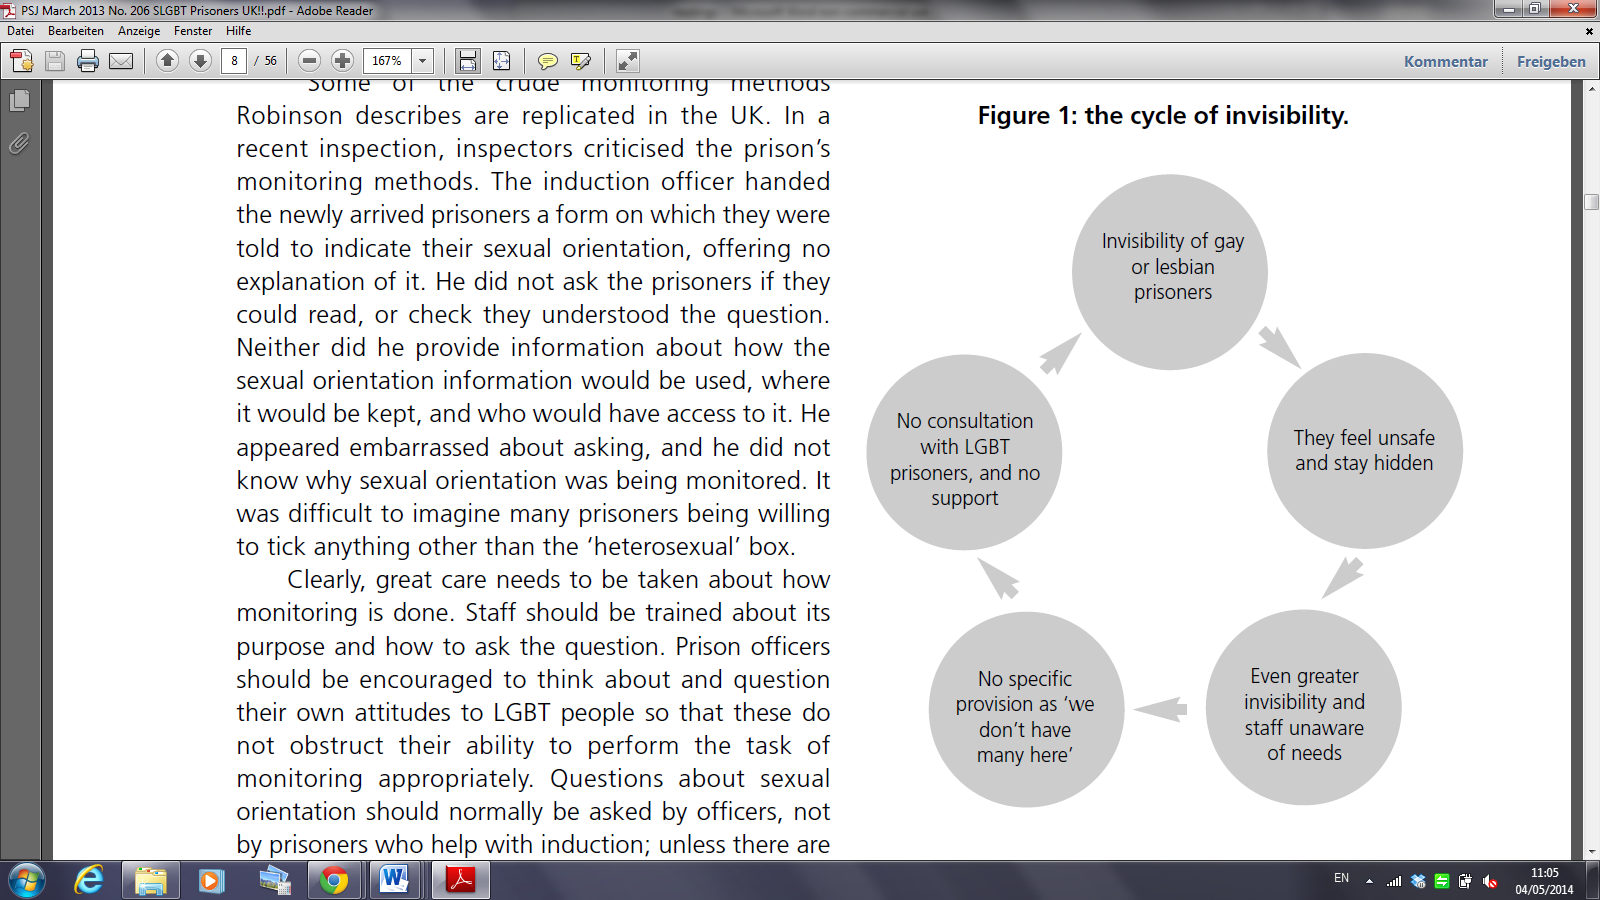 PSJ March 2013 No. 206 SLGBT Prisoners UK!!.pdf - Adobe Reader
Datei Bearbeiten Anzeige Fenster Hilfe
8 / 56 167% Kommentar Freigeben
Some of the crude monitoring methods
Robinson describes are replicated in the UK. In a
recent inspection, inspectors criticised the prison’s
monitoring methods. The induction officer handed
the newly arrived prisoners a form on which they were
told to indicate their sexual orientation, offering no
explanation of it. He did not ask the prisoners if they
could read, or check they understood the question.
Neither did he provide information about how the
sexual orientation information would be used, where
it would be kept, and who would have access to it. He
appeared embarrassed about asking, and he did not
know why sexual orientation was being monitored. It
was difficult to imagine many prisoners being willing
to tick anything other than the ‘heterosexual’ box.
Clearly, great care needs to be taken about how
monitoring is done. Staff should be trained about its
purpose and how to ask the question. Prison officers
should be encouraged to think about and question
their own attitudes to LGBT people so that these do
not obstruct their ability to perform the task of
monitoring appropriately. Questions about sexual
orientation should normally be asked by officers, not
by prisoners who help with induction; unless there are
Figure 1: the cycle of invisibility.
Invisibility of gay
or lesbian
prisoners
They feel unsafe
and stay hidden
Even greater
invisibility and
staff unaware
of needs
No specific
provision as ‘we
don’t have
many here’
No consultation
with LGBT
prisoners, and no
support
EN
11:05
04/05/2014